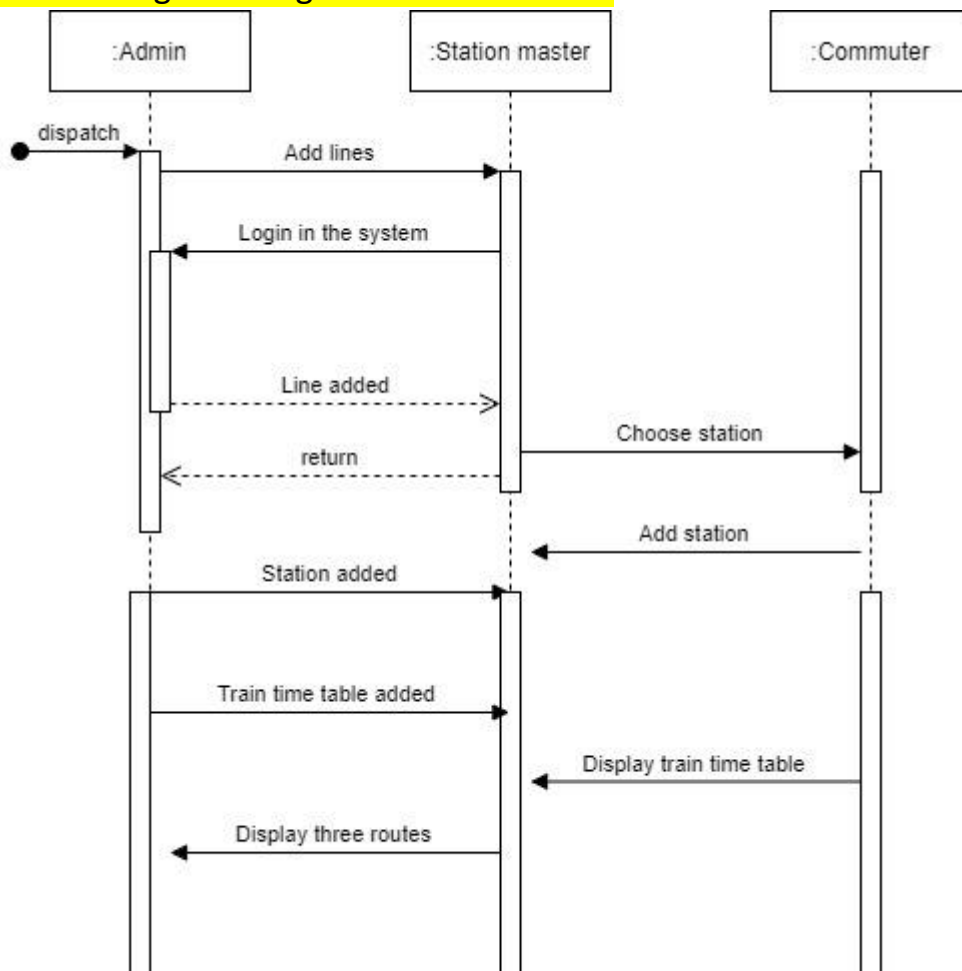 :Admin
:Station master
:Commuter
dispatch
Add lines
Login in the system
Line added
Choose station
return
Add station
Station added
Train time table added
Display train time table
Display three routes